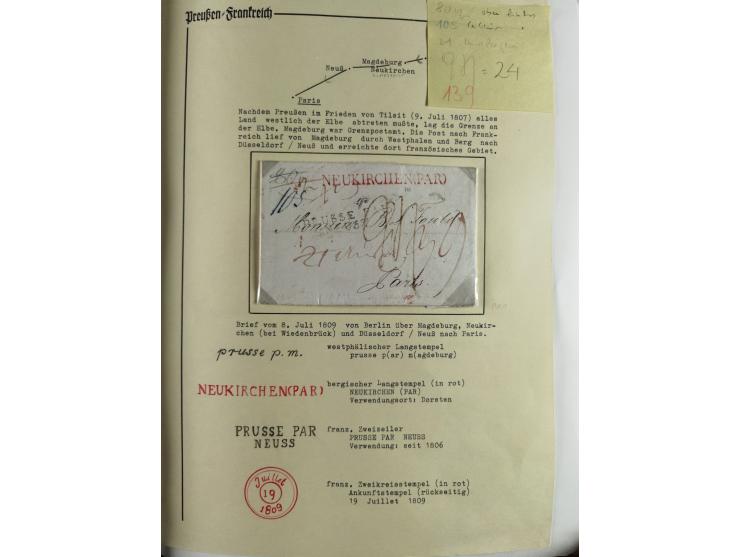 Preußen-Frankreich
105
= 24
139
Magdeburg
Neuß
Neukirchen
Paris
Nachdem Preußen im Frieden von Tilsit (9. Juli 1807) alles
Land westlich der Elbe abtreten mußte, lag die Grenze an
der Elbe, Magdeburg war Grenzpostamt. Die Post nach Frank-
reich lief von Magdeburg durch Westphalen und Berg nach
Düsseldorf / Neuß und erreichte dort französisches Gebiet.
NEUKIRCHEN(PAR)
105
PRUSSE
Paris.
Brief vom 8. Juli 1809 von Berlin über Magdeburg, Neukir-
chen (bei Wiedenbrück) und Düsseldorf / Neuß nach Paris.
prusse p.m.
westphälischer Langstempel
prusse p(ar) m(agdeburg)
NEUKIRCHEN(PAR)
bergischer Langstempel (in rot)
NEUKIRCHEN (PAR)
Verwendungsort: Dorsten
PRUSSE PAR
NEUSS
franz. Zweizeiler
PRUSSE PAR NEUSS
Verwendung: seit 1806
Juillet
19
1809
franz. Zweikreisstempel (in rot)
Ankunftstempel (rückseitig)
19 Juillet 1809